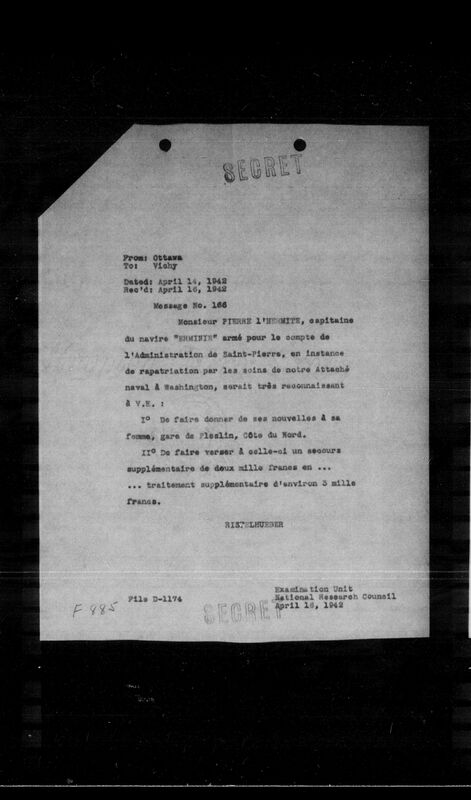 SECRET
From: Ottawa
To: Vichy
Dated: April 14, 1942
Rec'd: April 16, 1942
Message No. 166
Monsieur PIERRE l'HERMITE, capitaine
du navire "ERMINIE" armé pour le compte de
l'Administration de Saint-Pierre, en instance
de rapatriation par les soins de notre Attaché
naval à Washington, serait très reconnaissant
à V.E. :
I° De faire donner de ses nouvelles à sa
femme, gare de Pleslin, Côte du Nord.
II° De faire verser à celle-ci un secours
supplémentaire de deux mille francs en ...
... traitement supplémentaire d'environ 3 mille
francs.
RISTELHUEBER
Examination Unit
File D-1174 National Research Council
F 885 SECRET April 16, 1942